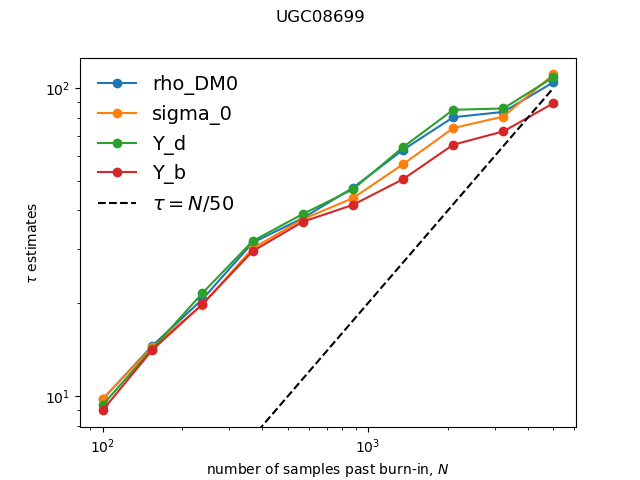 UGC08699
rho_DM0
sigma_0
Y_d
Y_b
τ = N/50
τ estimates
10²
10¹
10² 10³
number of samples past burn-in, N